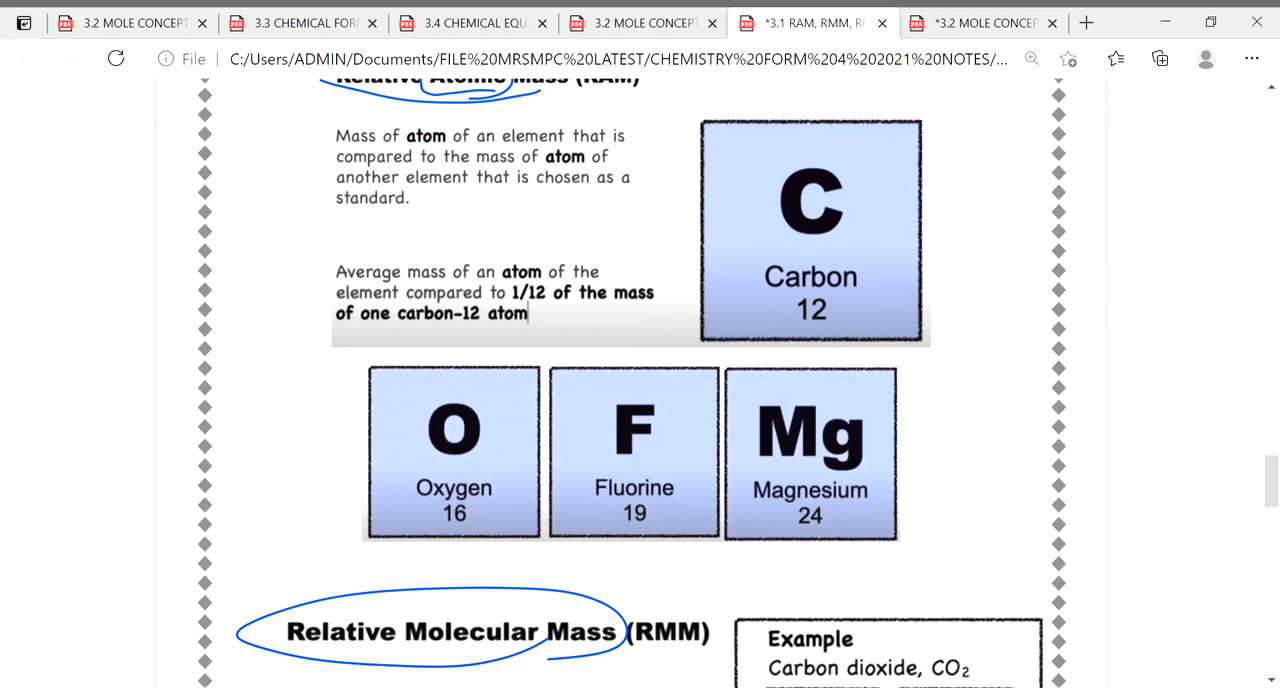 3.2 MOLE CONCEPT
3.3 CHEMICAL FOR
3.4 CHEMICAL EQU
3.2 MOLE CONCEPT
*3.1 RAM, RMM, R
*3.2 MOLE CONCEP
File
C:/Users/ADMIN/Documents/FILE%20MRSMPC%20LATEST/CHEMISTRY%20FORM%204%202021%20NOTES/...
Relative Atomic Mass (RAM)
Mass of atom of an element that is
compared to the mass of atom of
another element that is chosen as a
standard.
Average mass of an atom of the
element compared to 1/12 of the mass
of one carbon-12 atom
C
Carbon
12
O
Oxygen
16
F
Fluorine
19
Mg
Magnesium
24
Relative Molecular Mass (RMM)
Example
Carbon dioxide, CO₂